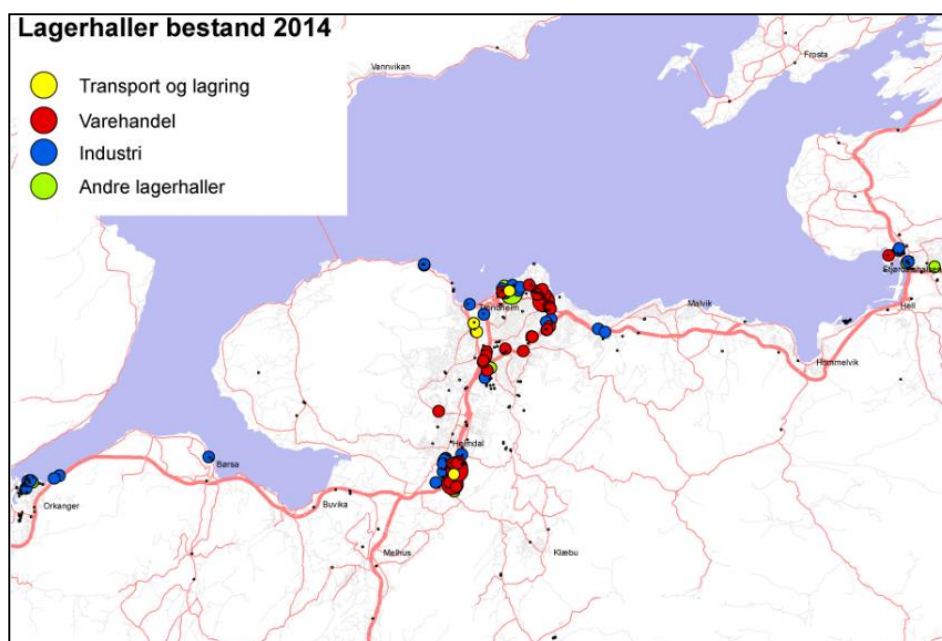 Lagerhaller bestand 2014
Transport og lagring
Varehandel
Industri
Andre lagerhaller
Vannvikan
Frosta
Trondheim
Malvik
Hell
Hommelvik
Heimdal
Børsa
Orkanger
Buvika
Melhus
Klæbu